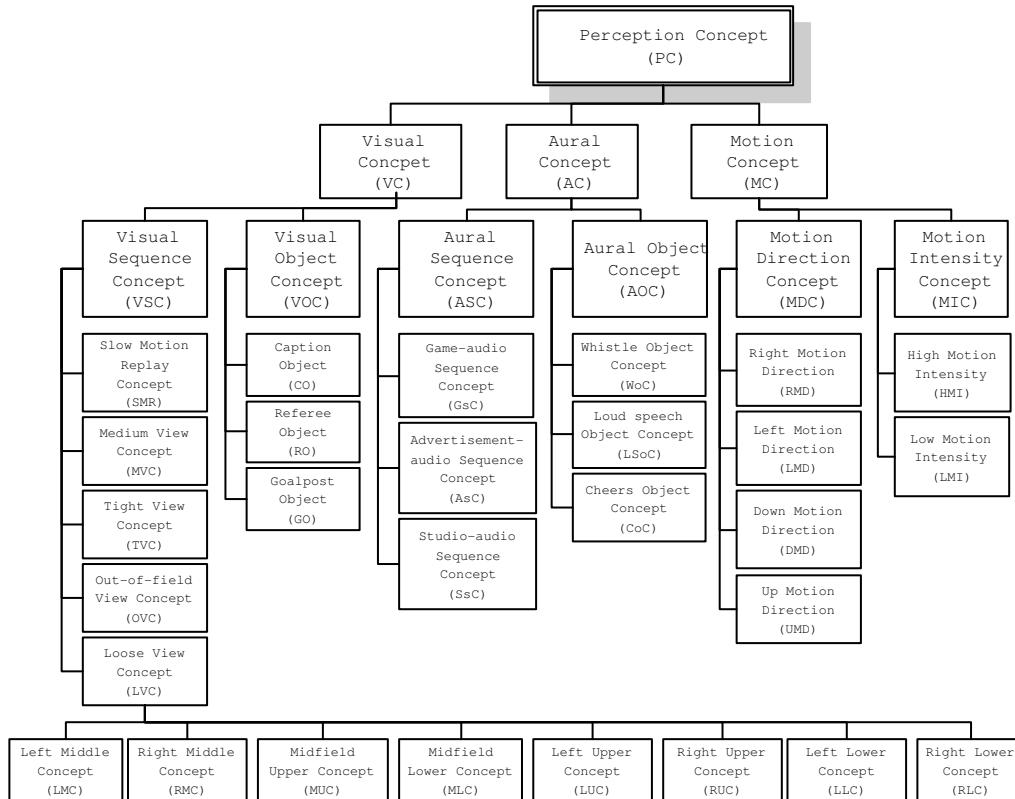 Perception Concept
(PC)
Visual
Concpet
(VC)
Aural
Concept
(AC)
Motion
Concept
(MC)
Visual
Sequence
Concept
(VSC)
Visual
Object
Concept
(VOC)
Aural
Sequence
Concept
(ASC)
Aural Object
Concept
(AOC)
Motion
Direction
Concept
(MDC)
Motion
Intensity
Concept
(MIC)
Slow Motion
Replay
Concept
(SMR)
Medium View
Concept
(MVC)
Tight View
Concept
(TVC)
Out-of-field
View Concept
(OVC)
Loose View
Concept
(LVC)
Caption
Object
(CO)
Referee
Object
(RO)
Goalpost
Object
(GO)
Game-audio
Sequence
Concept
(GsC)
Advertisement-
audio Sequence
Concept
(AsC)
Studio-audio
Sequence
Concept
(SsC)
Whistle Object
Concept
(WoC)
Loud speech
Object Concept
(LSoC)
Cheers Object
Concept
(CoC)
Right Motion
Direction
(RMD)
Left Motion
Direction
(LMD)
Down Motion
Direction
(DMD)
Up Motion
Direction
(UMD)
High Motion
Intensity
(HMI)
Low Motion
Intensity
(LMI)
Left Middle
Concept
(LMC)
Right Middle
Concept
(RMC)
Midfield
Upper Concept
(MUC)
Midfield
Lower Concept
(MLC)
Left Upper
Concept
(LUC)
Right Upper
Concept
(RUC)
Left Lower
Concept
(LLC)
Right Lower
Concept
(RLC)